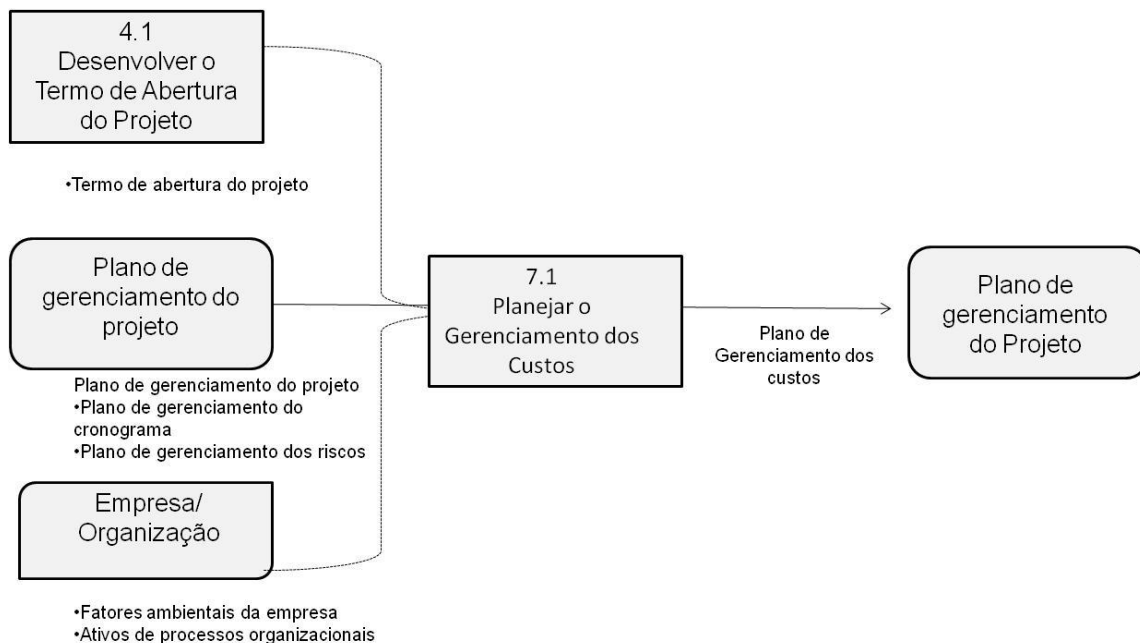 4.1
Desenvolver o
Termo de Abertura
do Projeto
•Termo de abertura do projeto
Plano de
gerenciamento do
projeto
Plano de gerenciamento do projeto
•Plano de gerenciamento do
cronograma
•Plano de gerenciamento dos riscos
Empresa/
Organização
•Fatores ambientais da empresa
•Ativos de processos organizacionais
7.1
Planejar o
Gerenciamento dos
Custos
Plano de
Gerenciamento dos
custos
Plano de
gerenciamento
do Projeto